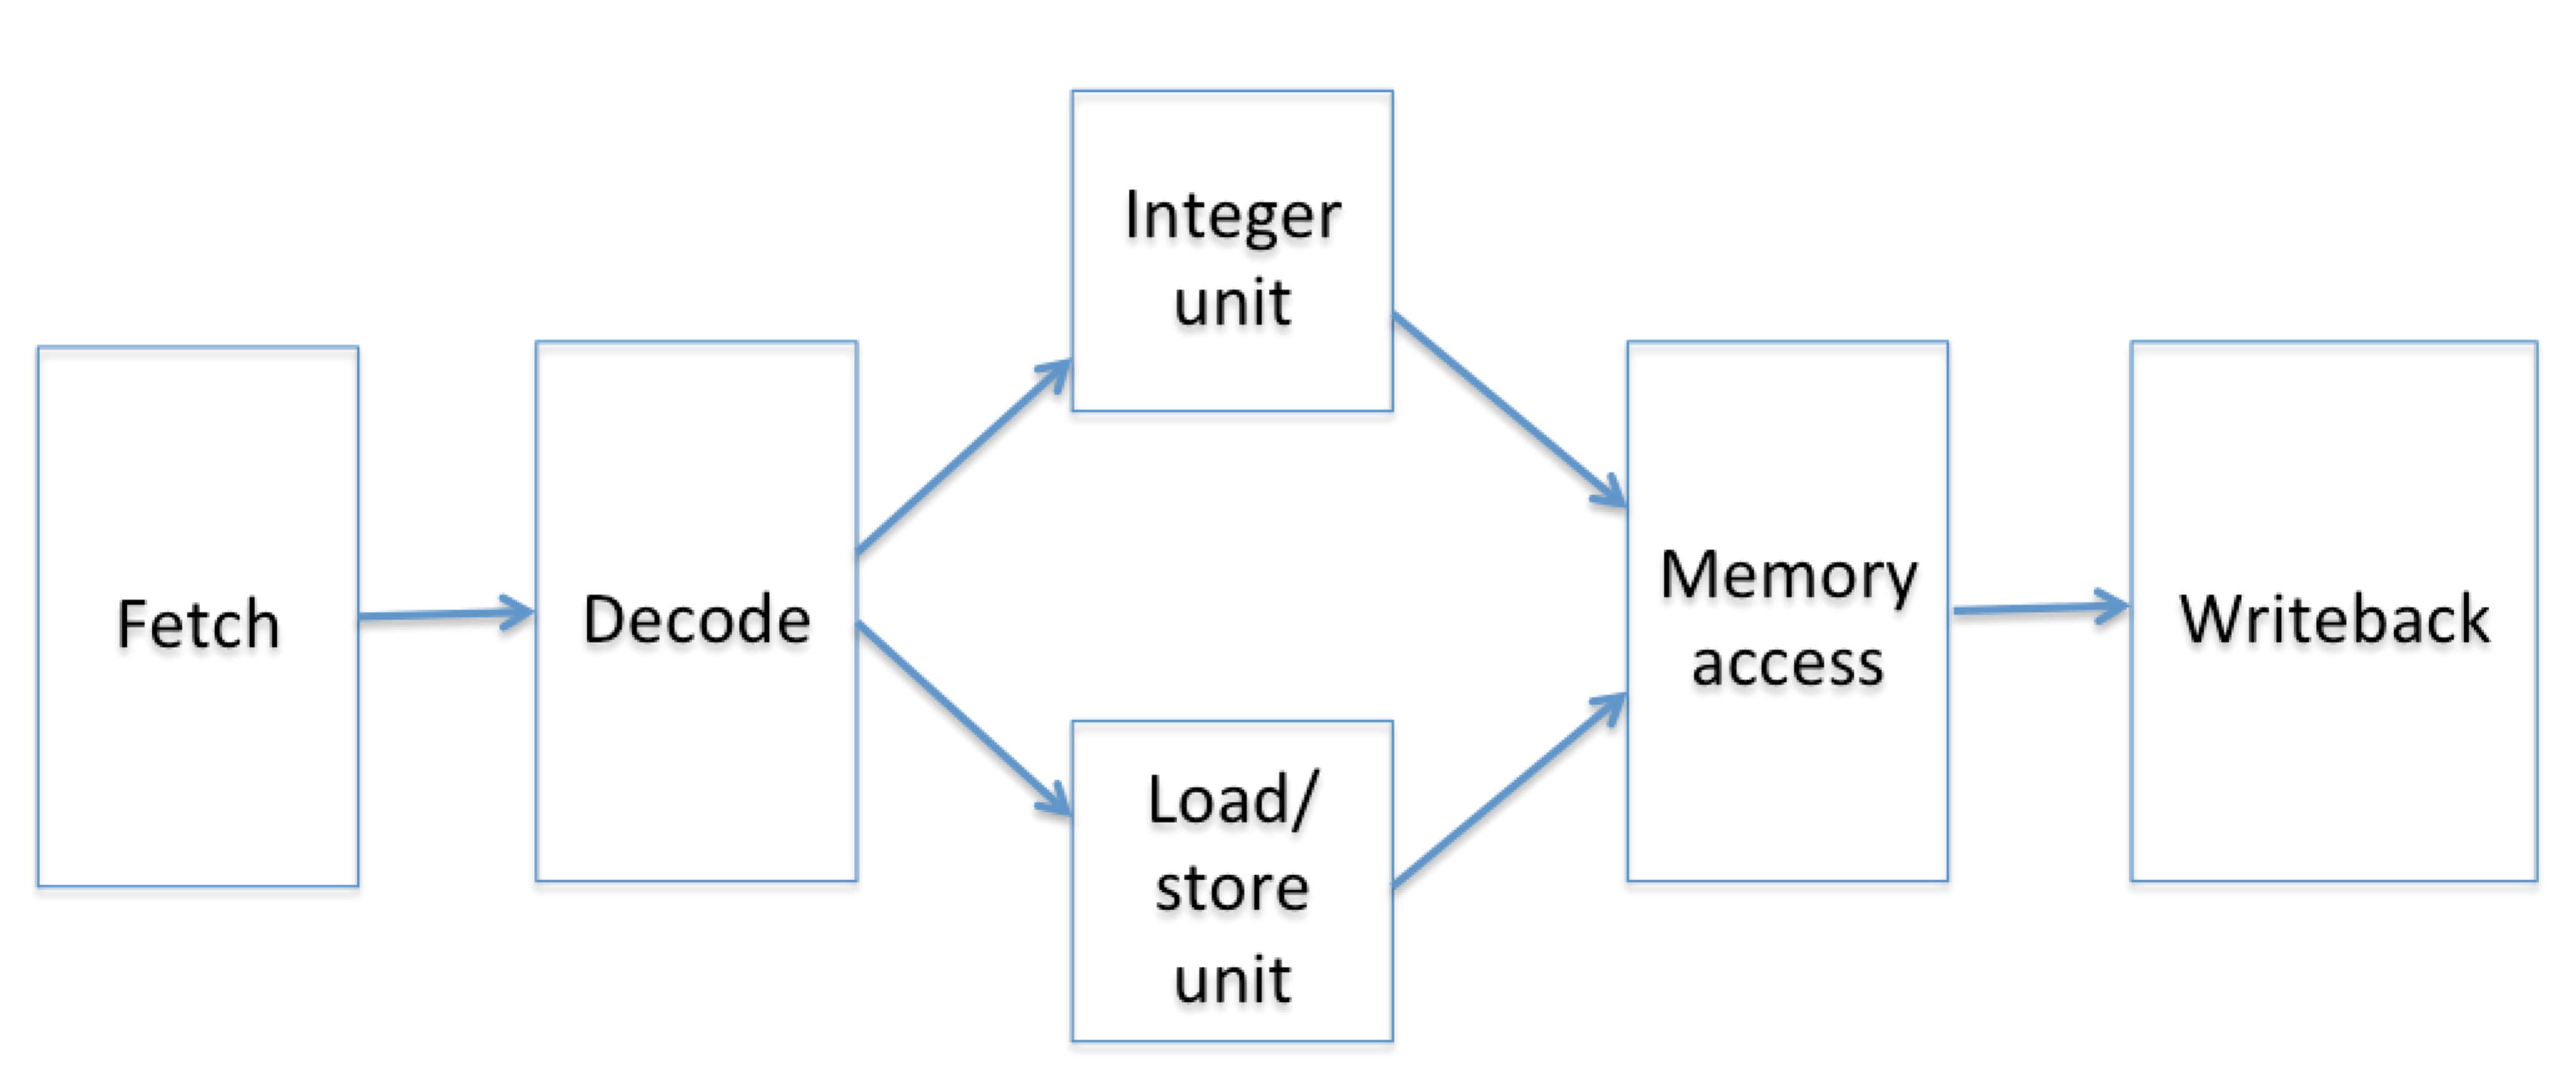 Fetch
Decode
Integer
unit
Load/
store
unit
Memory
access
Writeback